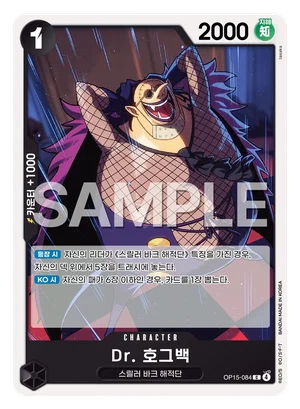 1
2000
지혜
知
카운터 +1000
SAMPLE
등장 시 자신의 리더가 《스릴러 바크 해적단》 특징을 가진 경우,
자신의 덱 위에서 5장을 트래시에 놓는다.
KO 시 자신의 패가 6장 이하인 경우, 카드를 1장 뽑는다.
CHARACTER
Dr. 호그백
스릴러 바크 해적단
OP15-084 C
4
BANDAI MADE IN KOREA